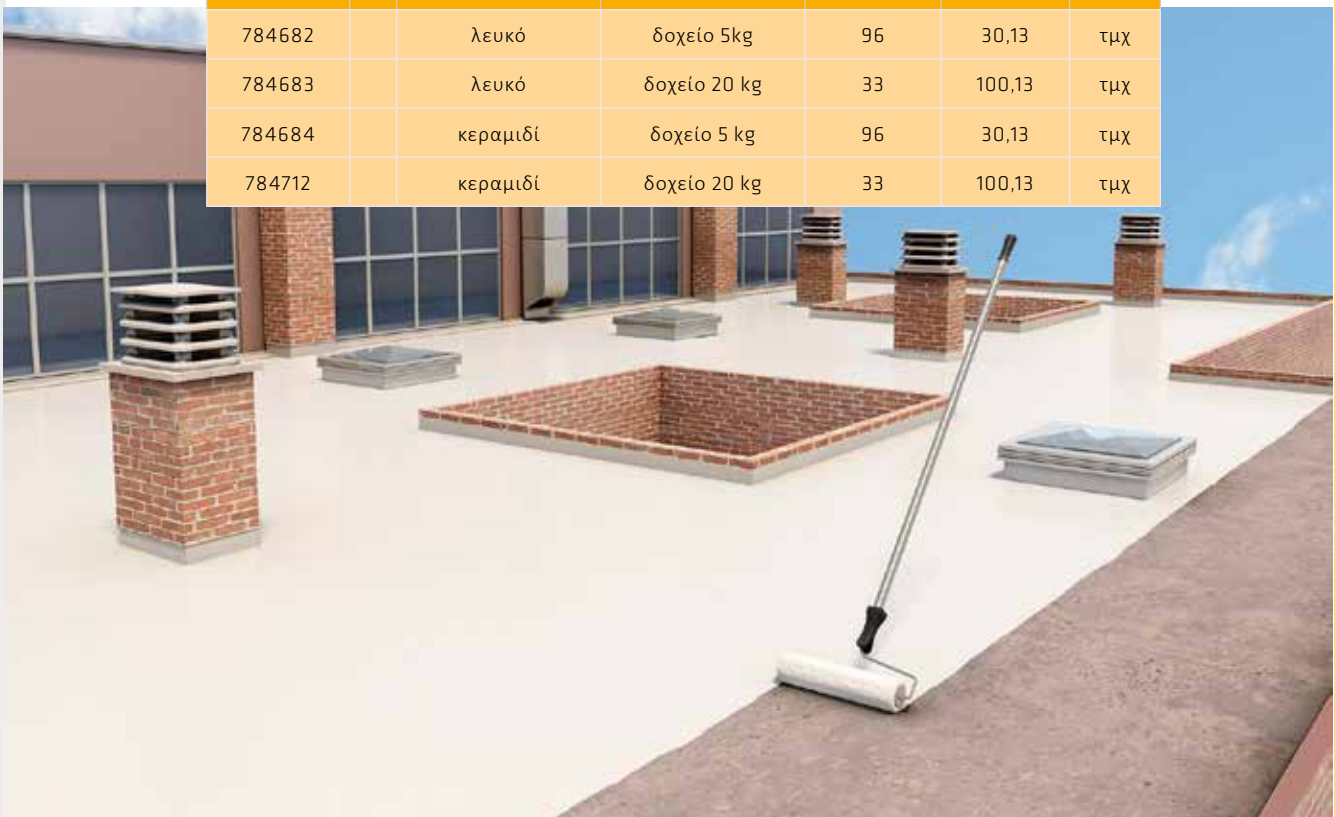 784682 λευκό δοχείο 5kg 96 30,13 τμχ
784683 λευκό δοχείο 20 kg 33 100,13 τμχ
784684 κεραμιδί δοχείο 5 kg 96 30,13 τμχ
784712 κεραμιδί δοχείο 20 kg 33 100,13 τμχ